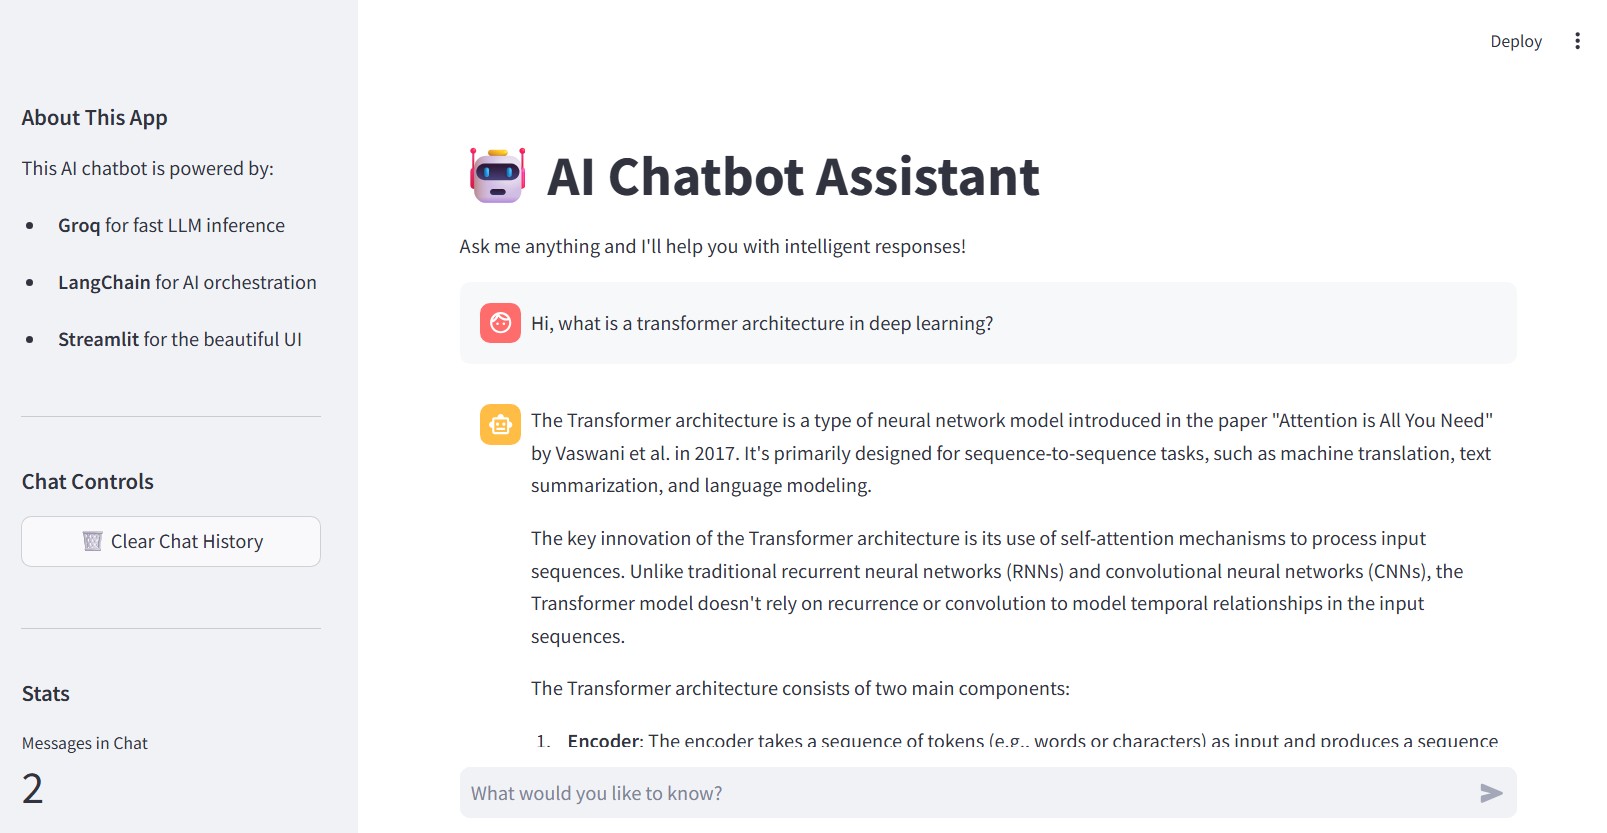 Deploy
About This App
This AI chatbot is powered by:
• Groq for fast LLM inference
• LangChain for AI orchestration
• Streamlit for the beautiful UI
Chat Controls
Clear Chat History
Stats
Messages in Chat
2
AI Chatbot Assistant
Ask me anything and I'll help you with intelligent responses!
Hi, what is a transformer architecture in deep learning?
The Transformer architecture is a type of neural network model introduced in the paper "Attention is All You Need"
by Vaswani et al. in 2017. It's primarily designed for sequence-to-sequence tasks, such as machine translation, text
summarization, and language modeling.
The key innovation of the Transformer architecture is its use of self-attention mechanisms to process input
sequences. Unlike traditional recurrent neural networks (RNNs) and convolutional neural networks (CNNs), the
Transformer model doesn't rely on recurrence or convolution to model temporal relationships in the input
sequences.
The Transformer architecture consists of two main components:
1. Encoder: The encoder takes a sequence of tokens (e.g., words or characters) as input and produces a sequence
What would you like to know?